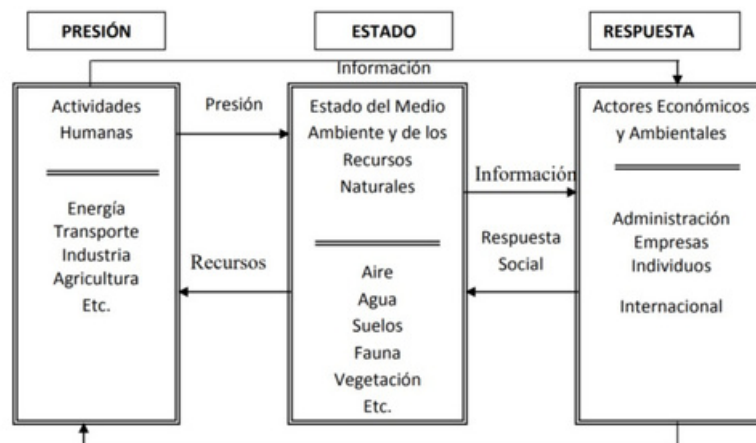 PRESIÓN
ESTADO
RESPUESTA
Información
Actividades
Humanas
Energía
Transporte
Industria
Agricultura
Etc.
Presión
Recursos
Estado del Medio
Ambiente y de los
Recursos
Naturales
Aire
Agua
Suelos
Fauna
Vegetación
Etc.
Información
Respuesta
Social
Actores Económicos
y Ambientales
Administración
Empresas
Individuos
Internacional